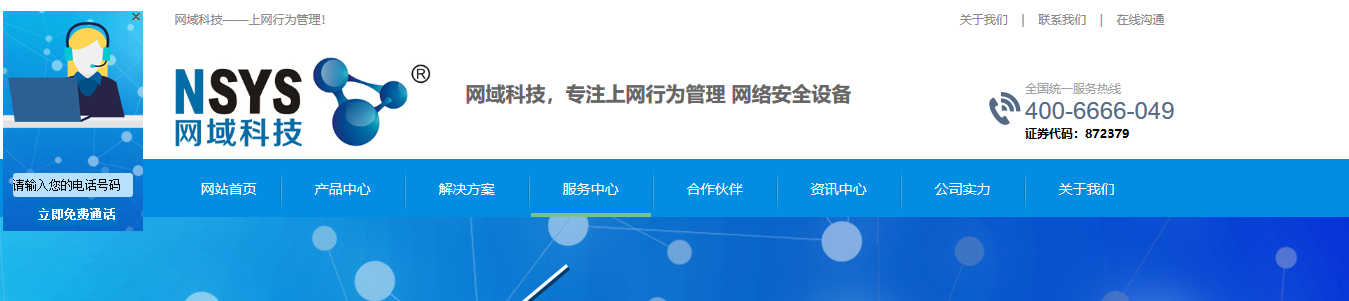 网域科技——上网行为管理！
关于我们 | 联系我们 | 在线沟通
NSYS®
网域科技
网域科技，专注上网行为管理 网络安全设备
全国统一服务热线
400-6666-049
证券代码：872379
网站首页 产品中心 解决方案 服务中心 合作伙伴 资讯中心 公司实力 关于我们
请输入您的电话号码
立即免费通话